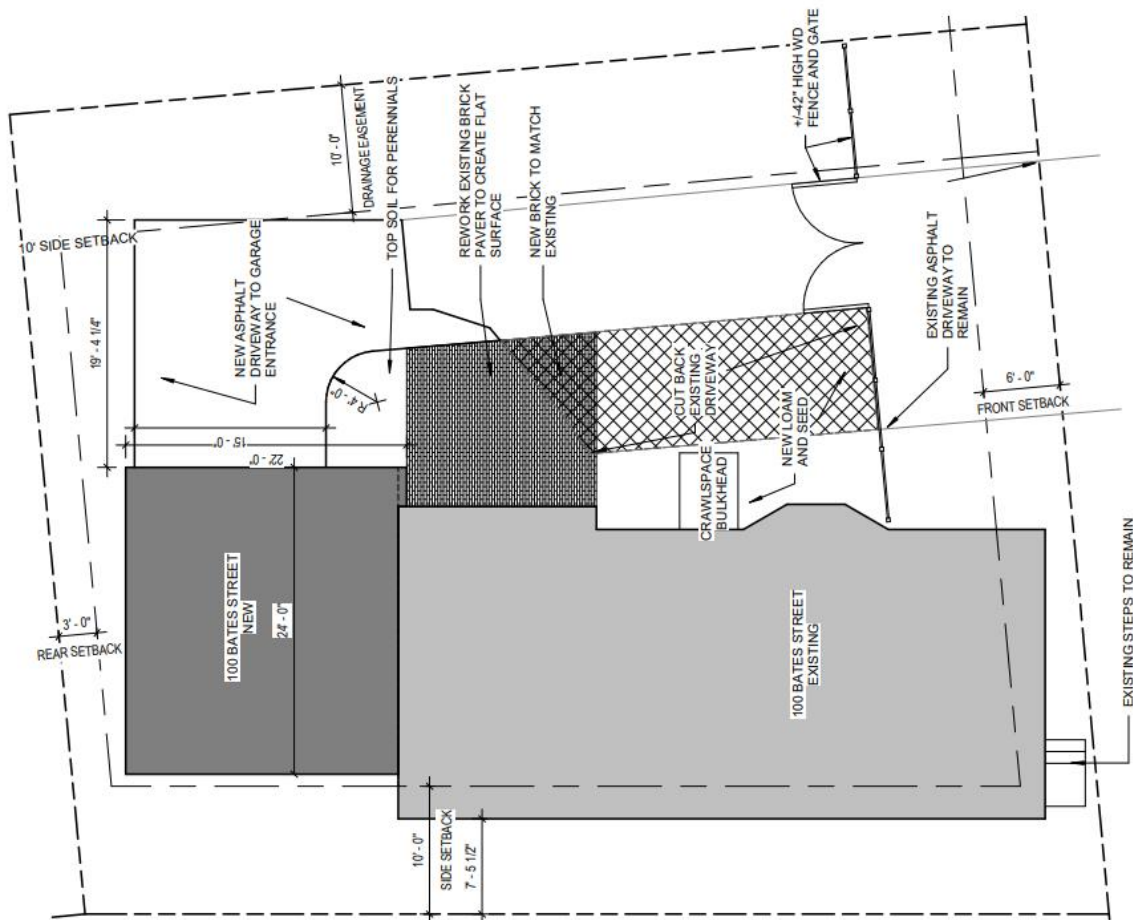 10' SIDE SETBACK
19' - 4 1/4"
NEW ASPHALT
DRIVEWAY TO GARAGE
ENTRANCE
10' - 0"
DRAINAGE EASEMENT
TOP SOIL FOR PERENNIALS
REWORK EXISTING BRICK
PAVER TO CREATE FLAT
SURFACE
NEW BRICK TO MATCH
EXISTING
+/-42" HIGH WD
FENCE AND GATE
R 4' - 0"
15' - 0"
22' - 0"
CUT BACK
EXISTING
DRIVEWAY
NEW LOAM
AND SEED
CRAWLSPACE
BULKHEAD
EXISTING ASPHALT
DRIVEWAY TO
REMAIN
6' - 0"
FRONT SETBACK
3' - 0"
REAR SETBACK
100 BATES STREET
NEW
24' - 0"
100 BATES STREET
EXISTING
10' - 0"
SIDE SETBACK
7' - 5 1/2"
EXISTING STEPS TO REMAIN